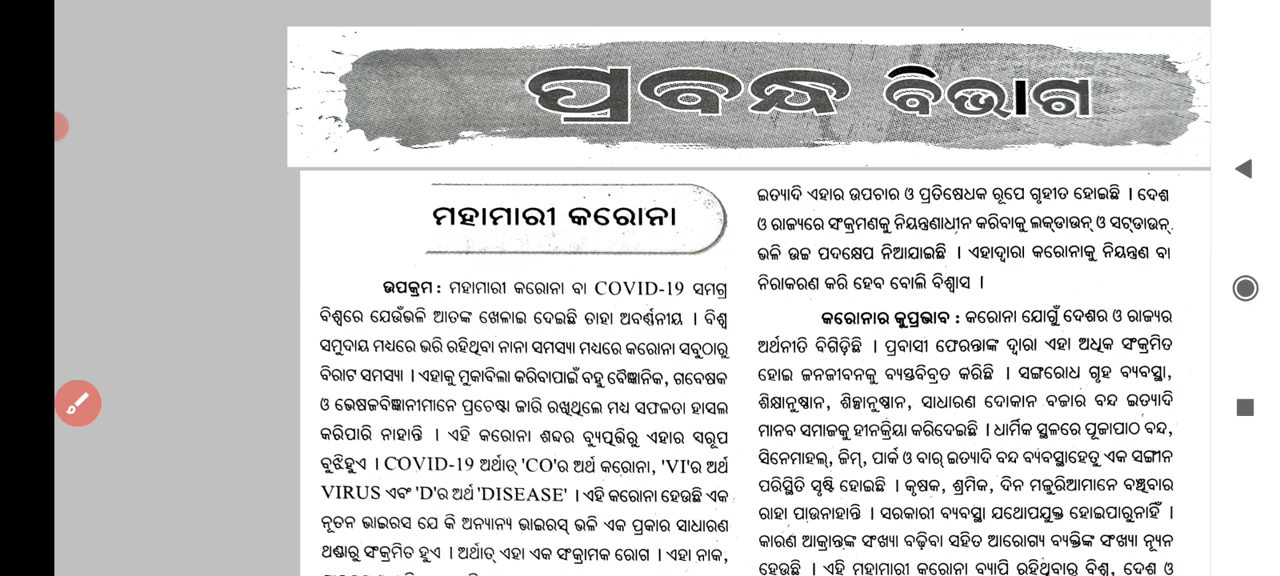 ପ୍ରବନ୍ଧ ବିଭାଗ
ମହାମାରୀ କରୋନା
ଉପକ୍ରମ : ମହାମାରୀ କରୋନା ବା COVID-19 ସମଗ୍ର
ବିଶ୍ୱରେ ଯେଉଁଭଳି ଆତଙ୍କ ଖେଳାଇ ଦେଇଛି ତାହା ଅବର୍ଣ୍ଣନୀୟ । ବିଶ୍ୱ
ସମୁଦାୟ ମଧ୍ୟରେ ଭରି ରହିଥିବା ନାନା ସମସ୍ୟା ମଧ୍ୟରେ କରୋନା ସବୁଠାରୁ
ବିରାଟ ସମସ୍ୟା । ଏହାକୁ ମୁକାବିଲା କରିବାପାଇଁ ବହୁ ବୈଜ୍ଞାନିକ, ଗବେଷକ
ଓ ଭେଷଜବିଜ୍ଞାନୀମାନେ ପ୍ରଚେଷ୍ଟା ଜାରି ରଖିଥିଲେ ମଧ୍ୟ ସଫଳତା ହାସଲ
କରିପାରି ନାହାନ୍ତି । ଏହି କରୋନା ଶବ୍ଦର ବ୍ୟୁତ୍ପତ୍ତିରୁ ଏହାର ସ୍ୱରୂପ
ବୁଝିହୁଏ । COVID-19 ଅର୍ଥାତ୍ 'CO'ର ଅର୍ଥ କରୋନା, 'VI'ର ଅର୍ଥ
VIRUS ଏବଂ 'D'ର ଅର୍ଥ 'DISEASE' । ଏହି କରୋନା ହେଉଛି ଏକ
ନୂତନ ଭାଇରସ ଯେ କି ଅନ୍ୟାନ୍ୟ ଭାଇରସ୍ ଭଳି ଏକ ପ୍ରକାର ସାଧାରଣ
ଥଣ୍ଡାରୁ ସଂକ୍ରମିତ ହୁଏ । ଅର୍ଥାତ୍ ଏହା ଏକ ସଂକ୍ରାମକ ରୋଗ । ଏହା ନାକ,
ଇତ୍ୟାଦି ଏହାର ଉପଚାର ଓ ପ୍ରତିଷେଧକ ରୂପେ ଗୃହୀତ ହୋଇଛି । ଦେଶ
ଓ ରାଜ୍ୟରେ ସଂକ୍ରମଣକୁ ନିୟନ୍ତ୍ରଣାଧୀନ କରିବାକୁ ଲକ୍‌ଡାଉନ୍ ଓ ସଟ୍‌ଡାଉନ୍
ଭଳି ଉଚ୍ଚ ପଦକ୍ଷେପ ନିଆଯାଇଛି । ଏହାଦ୍ୱାରା କରୋନାକୁ ନିୟନ୍ତ୍ରଣ ବା
ନିରାକରଣ କରି ହେବ ବୋଲି ବିଶ୍ୱାସ ।
କରୋନାର କୁପ୍ରଭାବ : କରୋନା ଯୋଗୁଁ ଦେଶର ଓ ରାଜ୍ୟର
ଅର୍ଥନୀତି ବିଗିଡ଼ିଛି । ପ୍ରବାସୀ ଫେରନ୍ତାଙ୍କ ଦ୍ୱାରା ଏହା ଅଧିକ ସଂକ୍ରମିତ
ହୋଇ ଜନଜୀବନକୁ ବ୍ୟସ୍ତବିବ୍ରତ କରିଛି । ସଙ୍ଗରୋଧ ଗୃହ ବ୍ୟବସ୍ଥା,
ଶିକ୍ଷାନୁଷ୍ଠାନ, ଶିଳ୍ପାନୁଷ୍ଠାନ, ସାଧାରଣ ଦୋକାନ ବଜାର ବନ୍ଦ ଇତ୍ୟାଦି
ମାନବ ସମାଜକୁ ହୀନକ୍ରିୟା କରିଦେଇଛି । ଧାର୍ମିକ ସ୍ଥଳରେ ପୂଜାପାଠ ବନ୍ଦ,
ସିନେମାହଲ୍, ଜିମ୍, ପାର୍କ ଓ ବାର୍ ଇତ୍ୟାଦି ବନ୍ଦ ବ୍ୟବସ୍ଥାହେତୁ ଏକ ସଙ୍ଗୀନ
ପରିସ୍ଥିତି ସୃଷ୍ଟି ହୋଇଛି । କୃଷକ, ଶ୍ରମିକ, ଦିନ ମଜୁରିଆମାନେ ବଞ୍ଚିବାର
ରାହା ପାଉନାହାନ୍ତି । ସରକାରୀ ବ୍ୟବସ୍ଥା ଯଥୋପଯୁକ୍ତ ହୋଇପାରୁନାହିଁ ।
କାରଣ ଆକ୍ରାନ୍ତଙ୍କ ସଂଖ୍ୟା ବଢ଼ିବା ସହିତ ଆରୋଗ୍ୟ ବ୍ୟକ୍ତିଙ୍କ ସଂଖ୍ୟା ନ୍ୟୂନ
ହେଉଛି । ଏହି ମହାମାରୀ କରୋନା ବ୍ୟାପି ରହିଥିବାରୁ ବିଶ୍ୱ, ଦେଶ ଓ